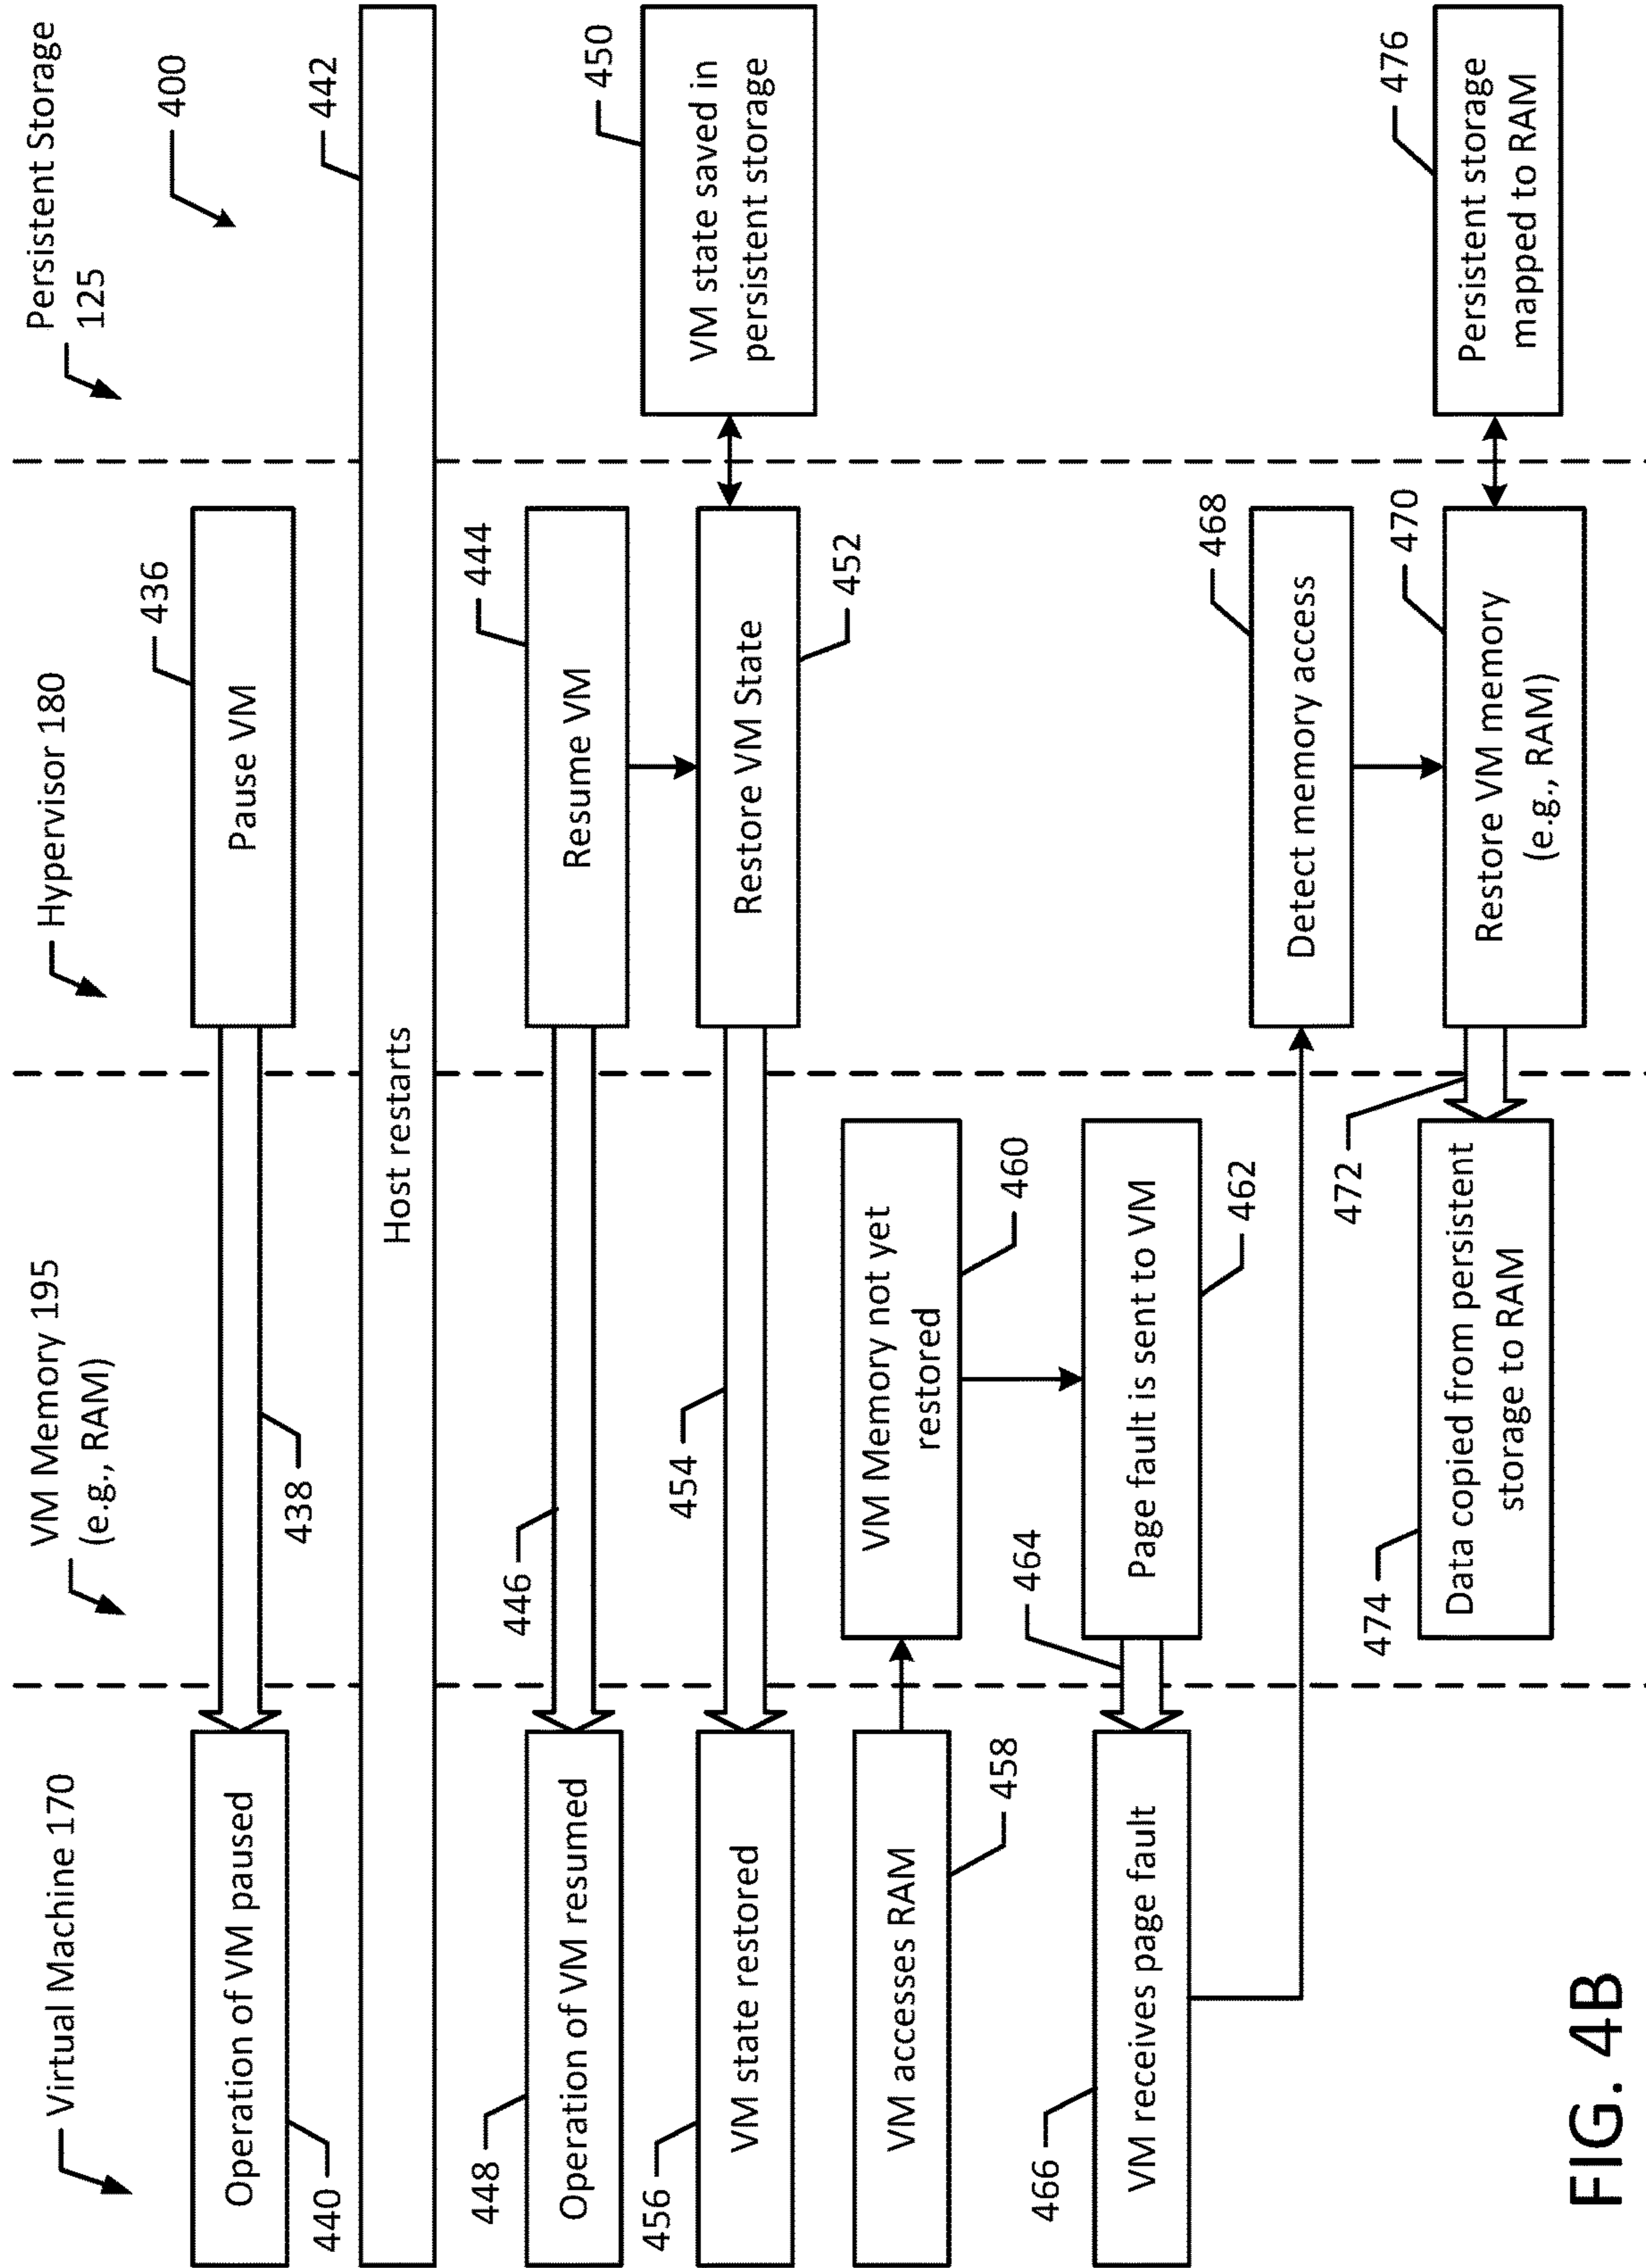 Virtual Machine 170
VM Memory 195
(e.g., RAM)
Hypervisor 180
Persistent Storage
125
400
436
Operation of VM paused
Pause VM
440
438
442
Host restarts
444
448
446
Operation of VM resumed
Resume VM
450
456
454
VM state restored
Restore VM State
VM state saved in
persistent storage
452
VM accesses RAM
VM Memory not yet
restored
458
460
466
464
468
VM receives page fault
Page fault is sent to VM
462
Detect memory access
474
472
470
476
Data copied from persistent
storage to RAM
Restore VM memory
(e.g., RAM)
Persistent storage
mapped to RAM
FIG. 4B